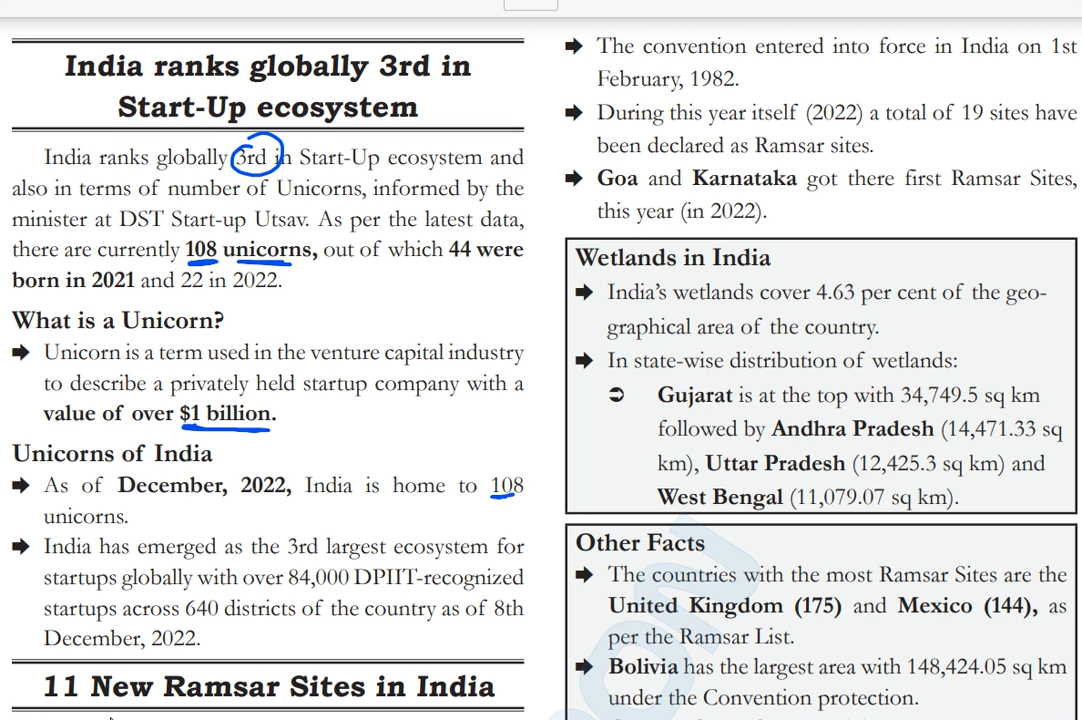 India ranks globally 3rd in
Start-Up ecosystem
India ranks globally 3rd in Start-Up ecosystem and
also in terms of number of Unicorns, informed by the
minister at DST Start-up Utsav. As per the latest data,
there are currently 108 unicorns, out of which 44 were
born in 2021 and 22 in 2022.
What is a Unicorn?
➡ Unicorn is a term used in the venture capital industry
to describe a privately held startup company with a
value of over $1 billion.
Unicorns of India
➡ As of December, 2022, India is home to 108
unicorns.
➡ India has emerged as the 3rd largest ecosystem for
startups globally with over 84,000 DPIIT-recognized
startups across 640 districts of the country as of 8th
December, 2022.
11 New Ramsar Sites in India
➡ The convention entered into force in India on 1st
February, 1982.
➡ During this year itself (2022) a total of 19 sites have
been declared as Ramsar sites.
➡ Goa and Karnataka got there first Ramsar Sites,
this year (in 2022).
Wetlands in India
➡ India's wetlands cover 4.63 per cent of the geo-
graphical area of the country.
➡ In state-wise distribution of wetlands:
➲ Gujarat is at the top with 34,749.5 sq km
followed by Andhra Pradesh (14,471.33 sq
km), Uttar Pradesh (12,425.3 sq km) and
West Bengal (11,079.07 sq km).
Other Facts
➡ The countries with the most Ramsar Sites are the
United Kingdom (175) and Mexico (144), as
per the Ramsar List.
➡ Bolivia has the largest area with 148,424.05 sq km
under the Convention protection.